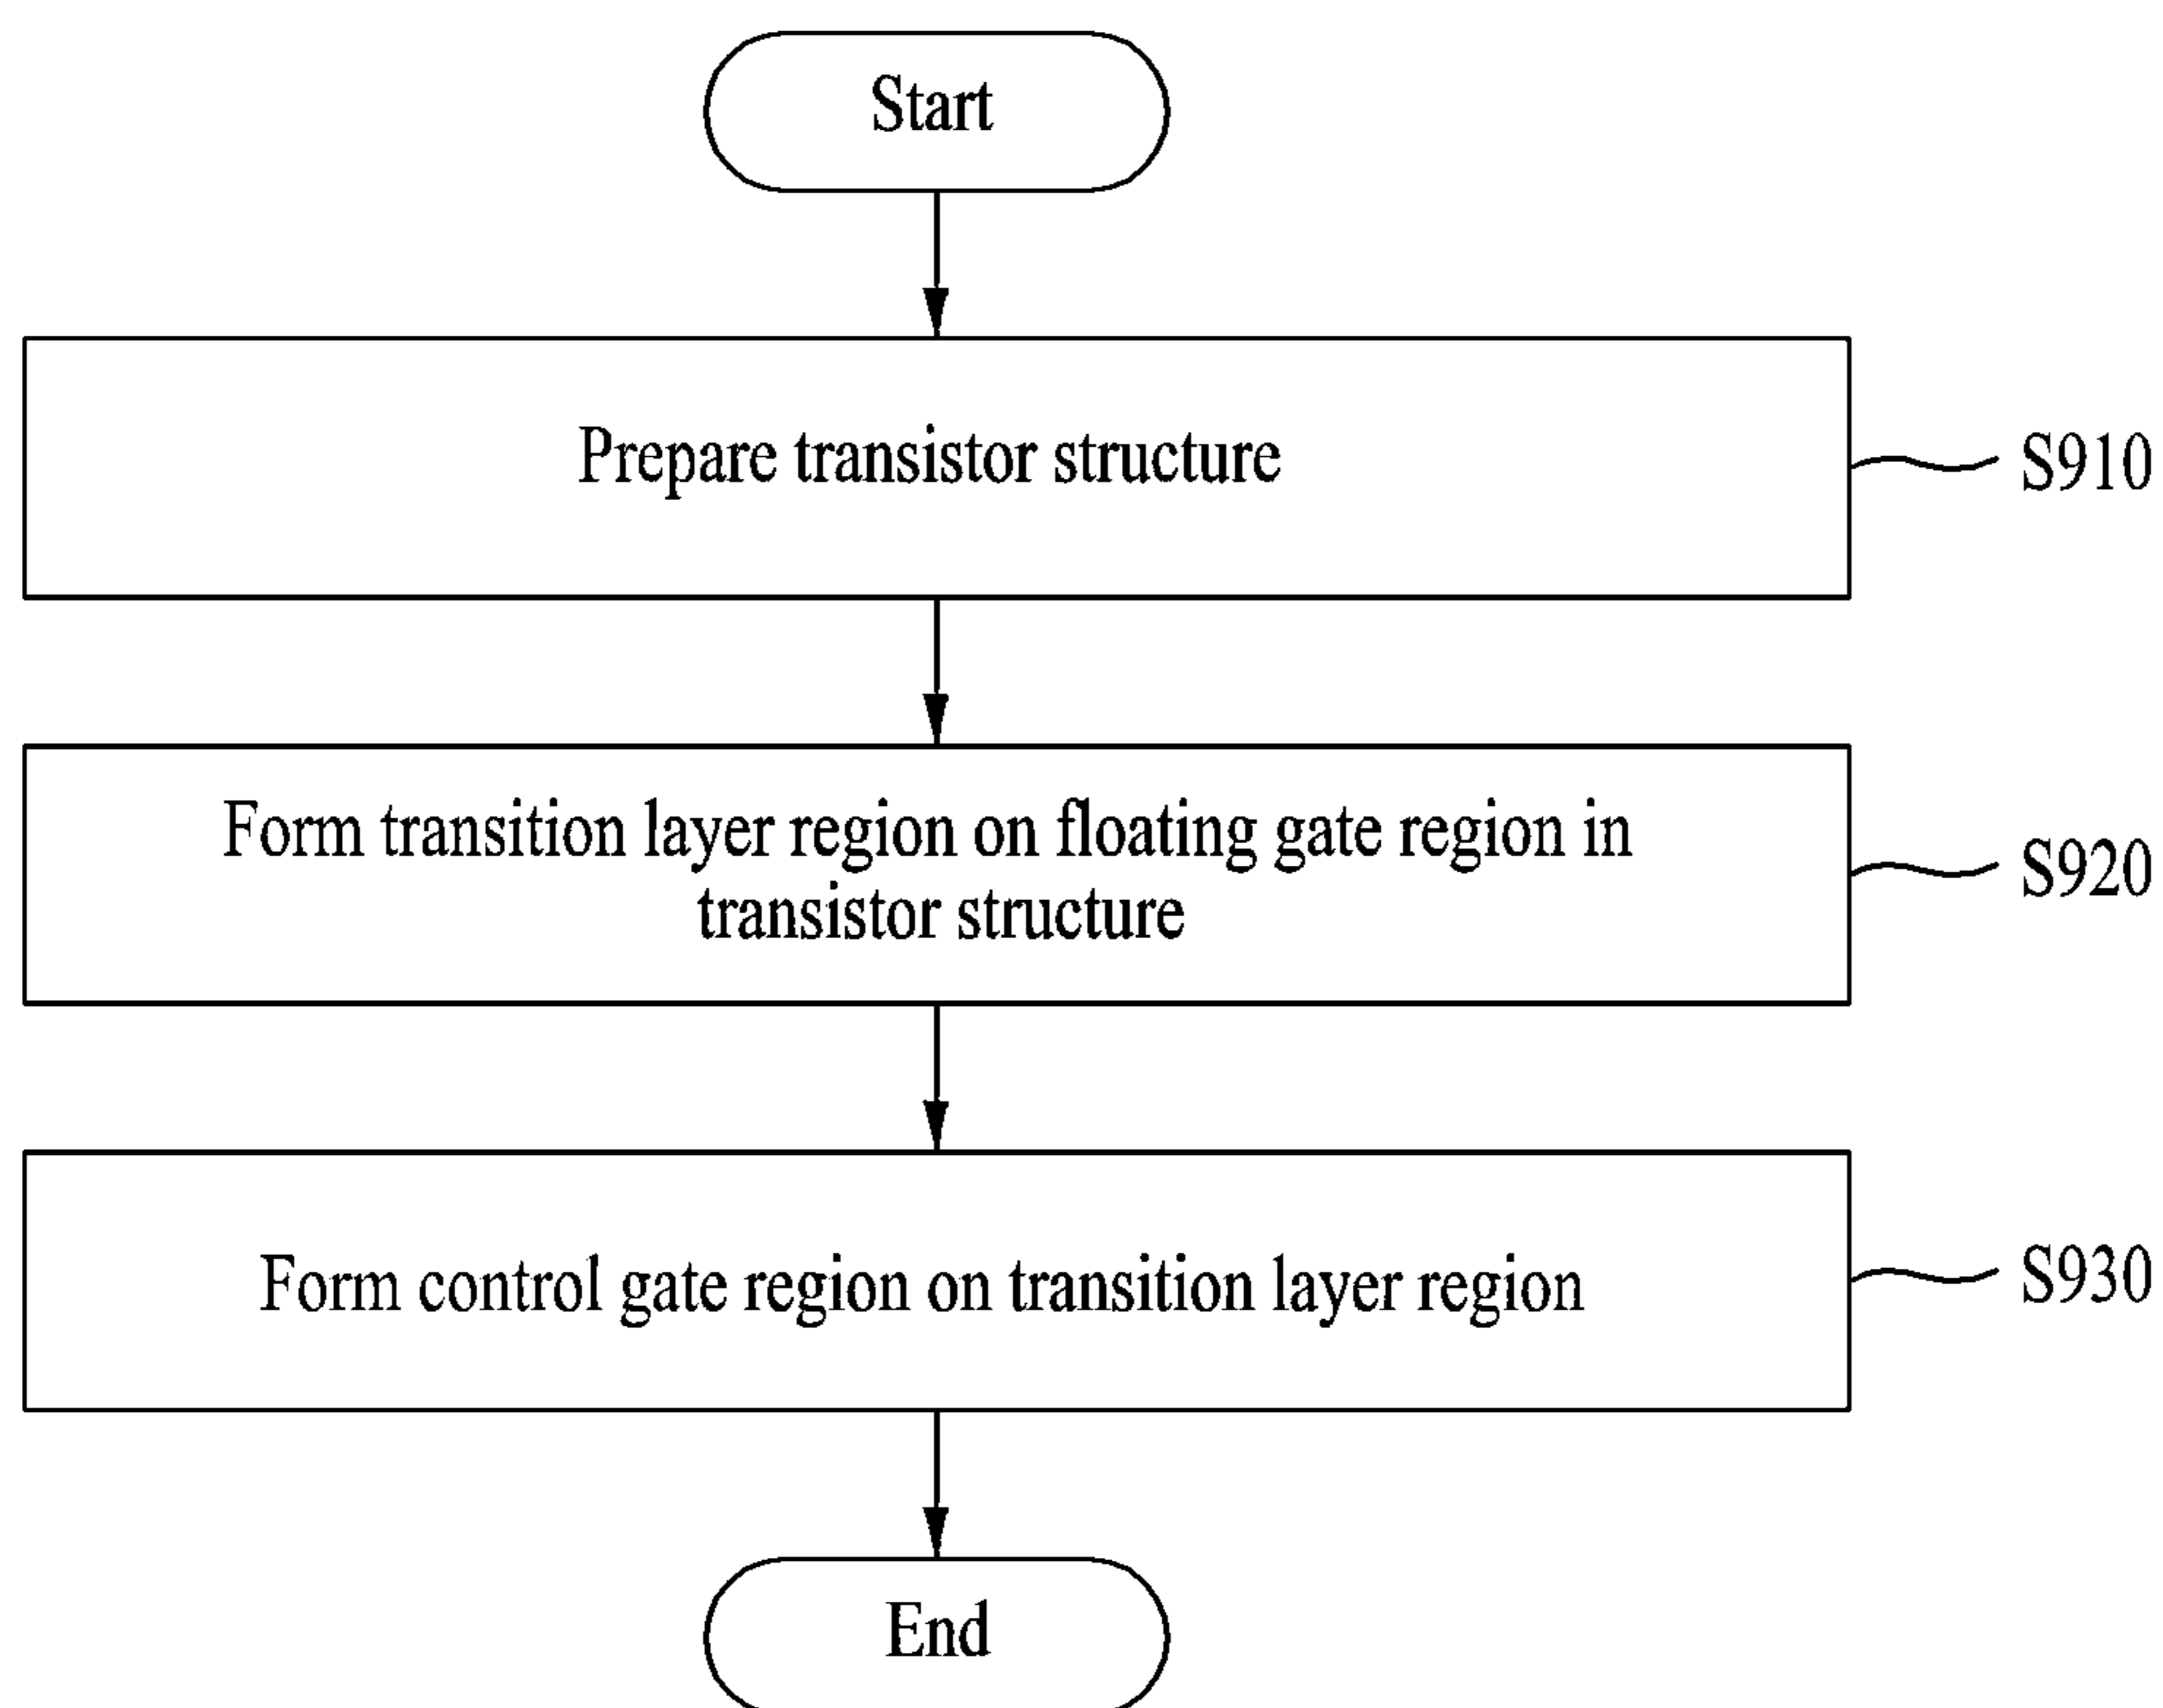 Start
Prepare transistor structure
S910
Form transition layer region on floating gate region in
transistor structure
S920
Form control gate region on transition layer region
S930
End